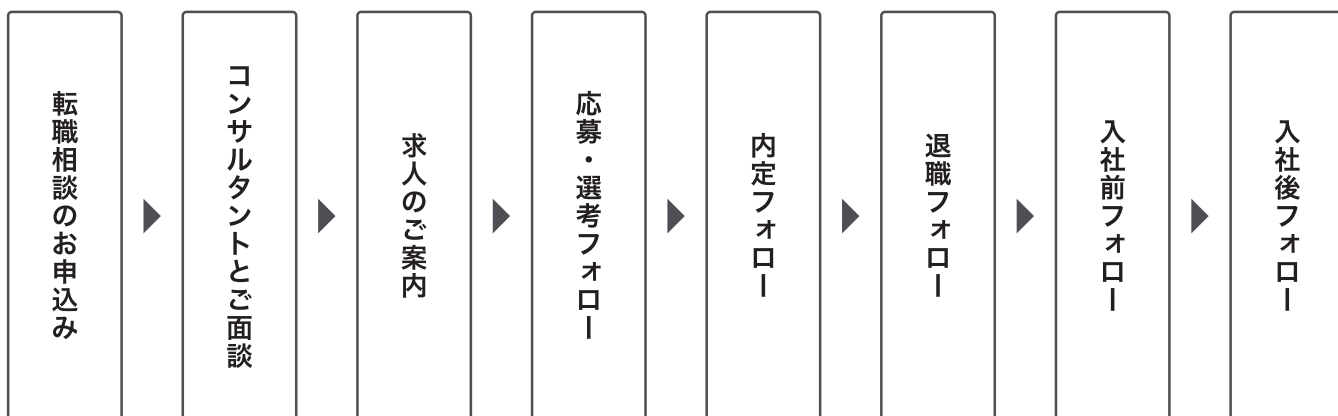 転職相談のお申込み
コンサルタントとご面談
求人のご案内
応募・選考フォロー
内定フォロー
退職フォロー
入社前フォロー
入社後フォロー